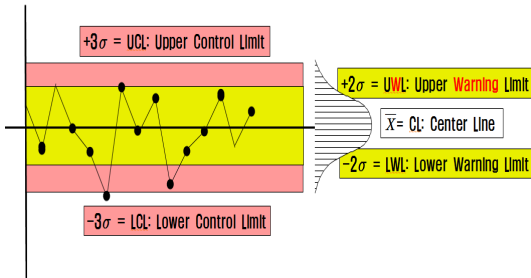 +3σ = UCL: Upper Control Limit
+2σ = UWL: Upper Warning Limit
X̅= CL: Center Line
−2σ = LWL: Lower Warning Limit
−3σ = LCL: Lower Control Limit